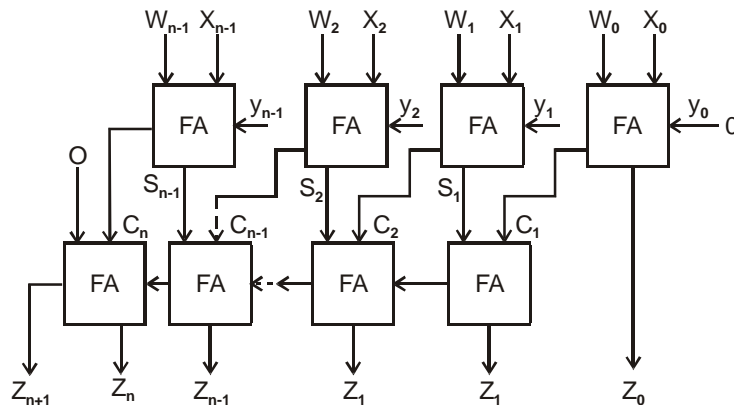 Wn-1 Xn-1 W2 X2 W1 X1 W0 X0
FA yn-1 FA y2 FA y1 FA y0 0
O Sn-1 S2 S1
Cn Cn-1 C2 C1
FA FA FA FA
Zn+1 Zn Zn-1 Z1 Z1 Z0